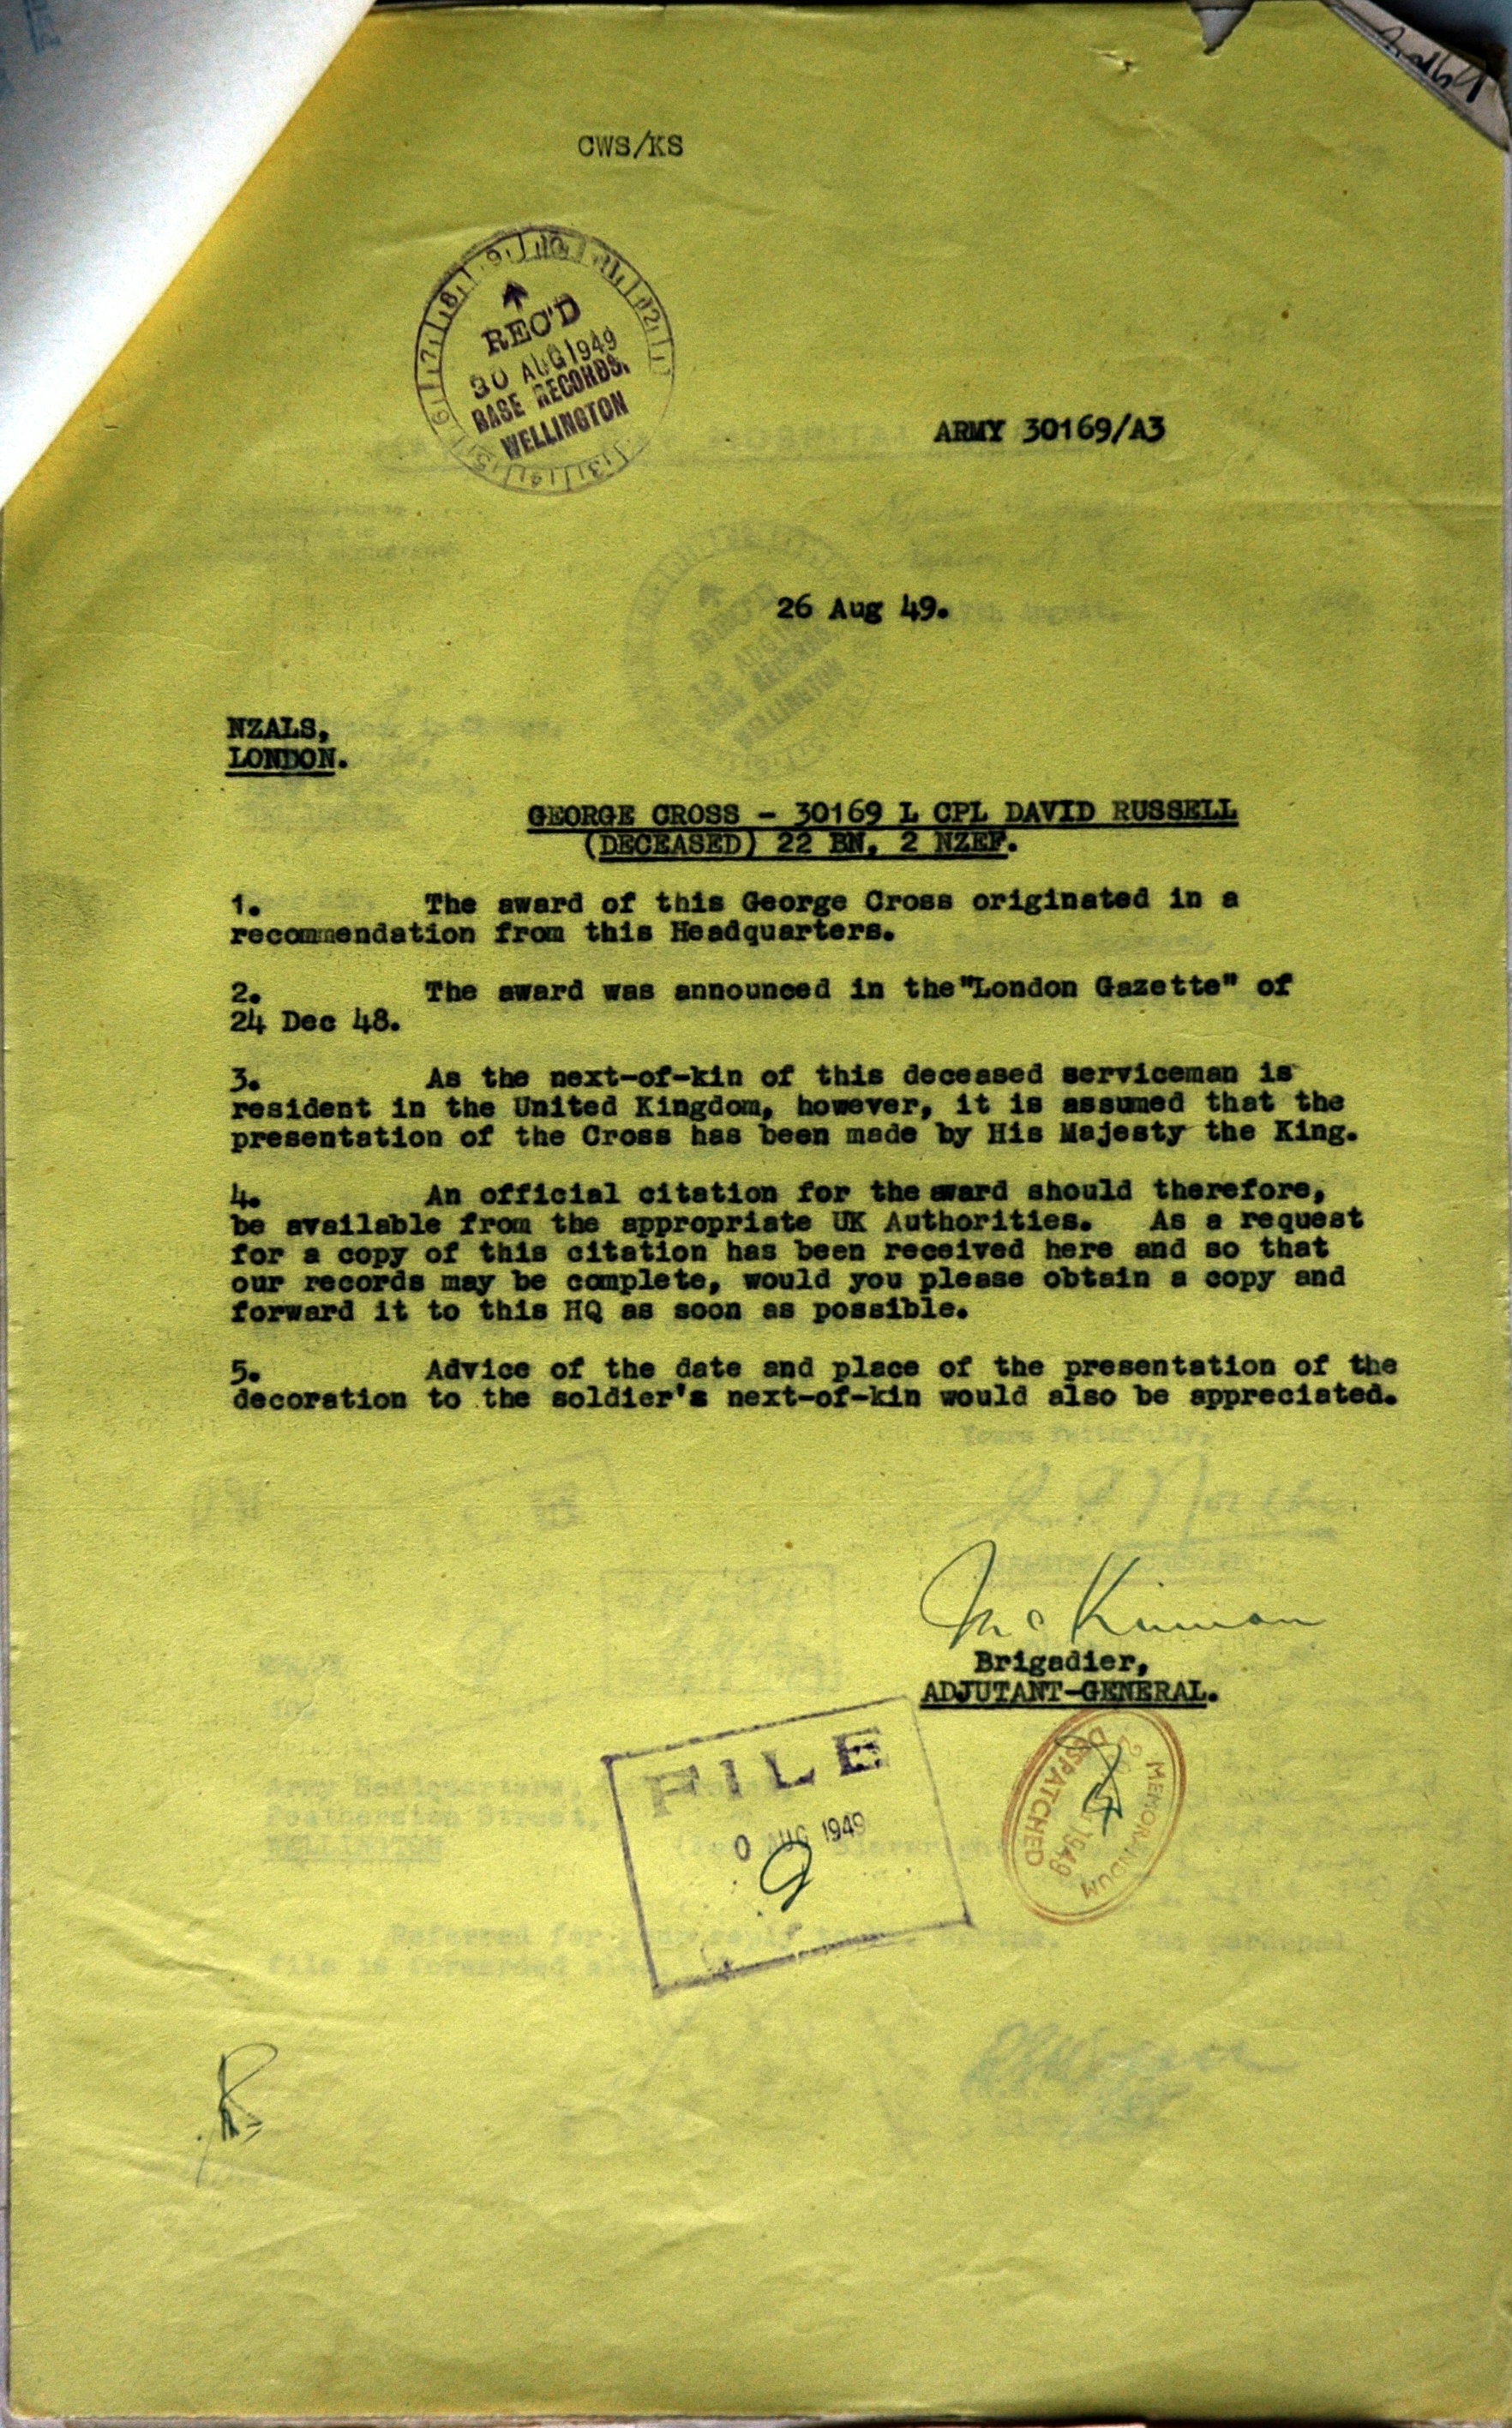 CWS/KS
REC'D
30 AUG 1949
BASE RECORDS,
WELLINGTON
ARMY 30169/A3
26 Aug 49.
NZALS,
LONDON.
GEORGE CROSS - 30169 L CPL DAVID RUSSELL
(DECEASED) 22 BN, 2 NZEF.
1. The award of this George Cross originated in a
recommendation from this Headquarters.
2. The award was announced in the"London Gazette" of
24 Dec 48.
3. As the next-of-kin of this deceased serviceman is
resident in the United Kingdom, however, it is assumed that the
presentation of the Cross has been made by His Majesty the King.
4. An official citation for the award should therefore,
be available from the appropriate UK Authorities. As a request
for a copy of this citation has been received here and so that
our records may be complete, would you please obtain a copy and
forward it to this HQ as soon as possible.
5. Advice of the date and place of the presentation of the
decoration to the soldier's next-of-kin would also be appreciated.
McKinnon
Brigadier,
ADJUTANT-GENERAL.
FILE
0 AUG 1949
MEMORANDUM
1949
DESPATCHED